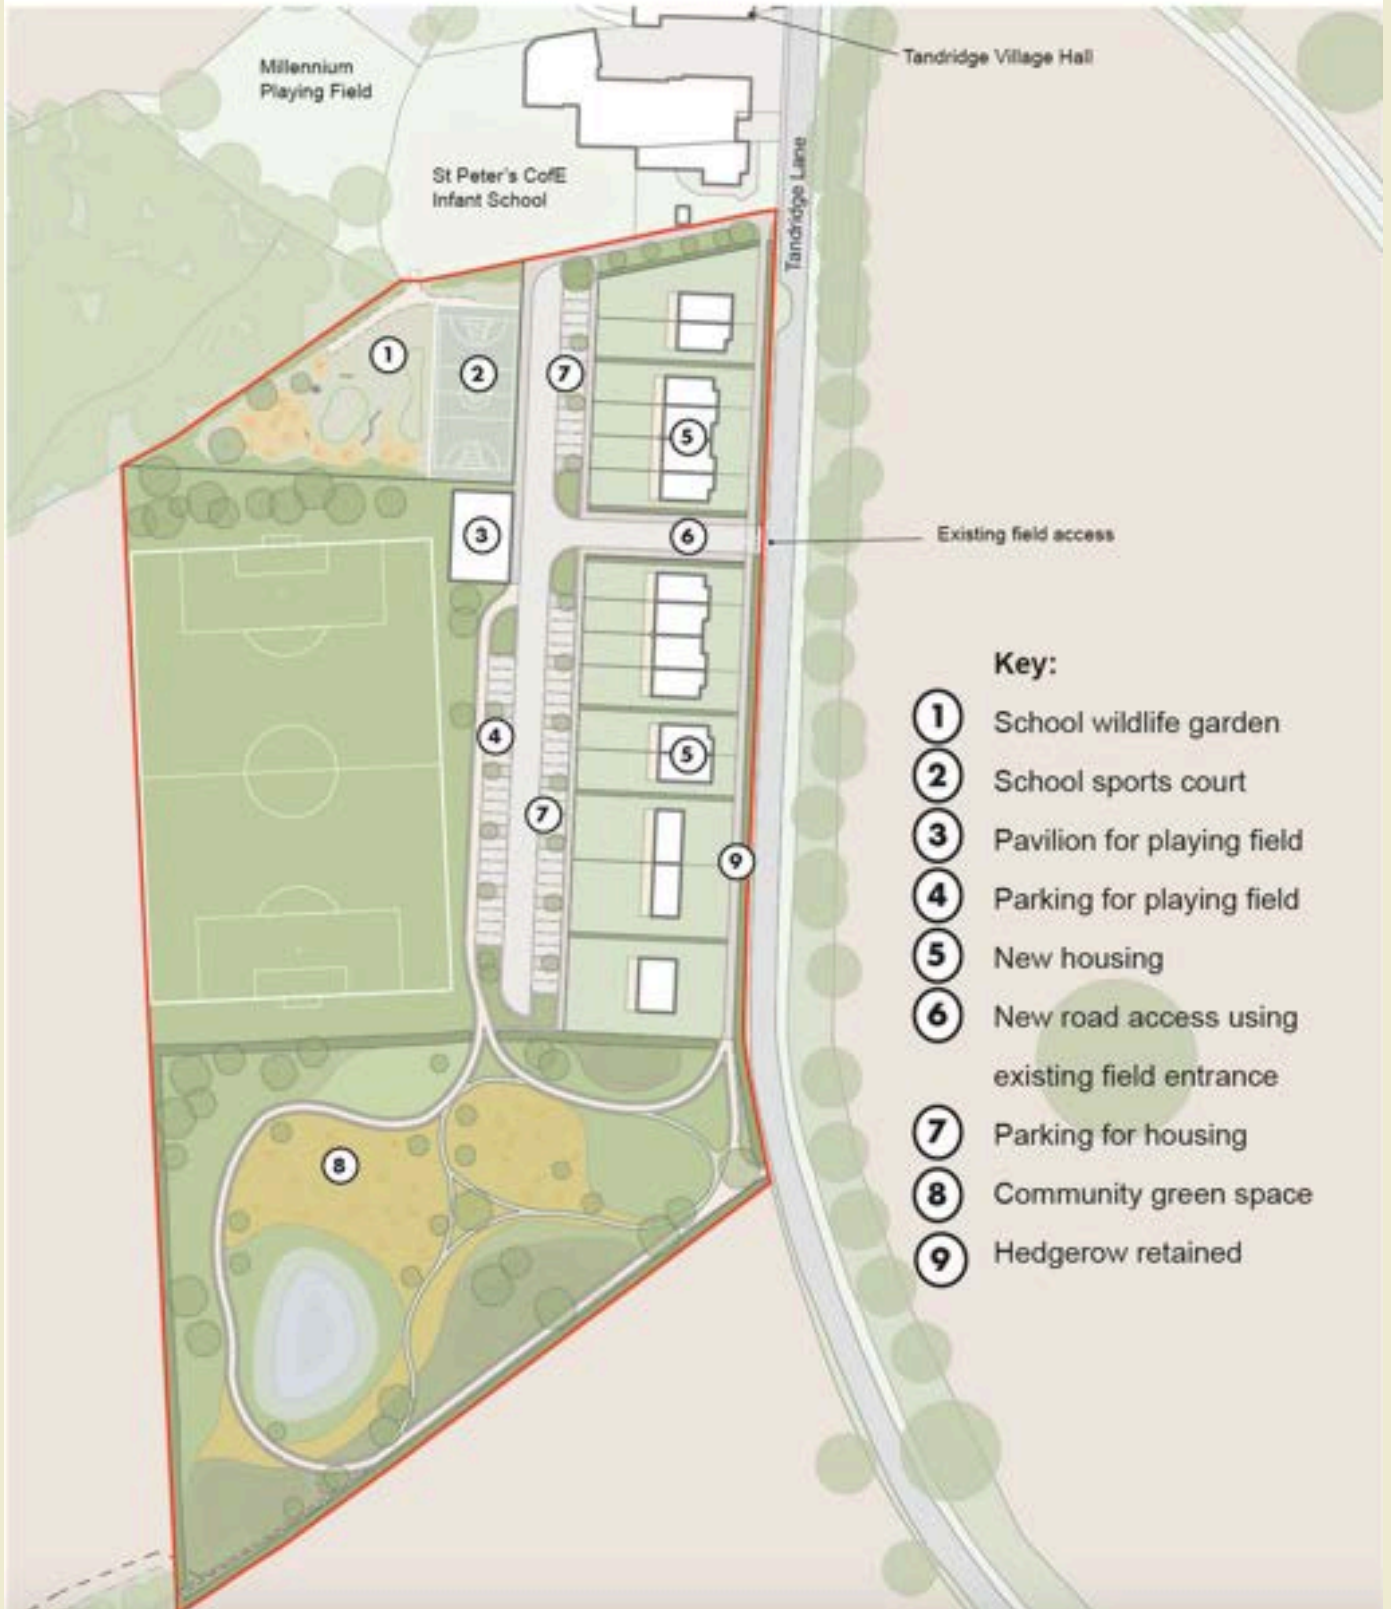 Tandridge Village Hall
Millennium
Playing Field
St Peter's CofE
Infant School
Tandridge Lane
1
2
7
5
3
6
Existing field access
4
5
7
9
8
Key:
1 School wildlife garden
2 School sports court
3 Pavilion for playing field
4 Parking for playing field
5 New housing
6 New road access using
existing field entrance
7 Parking for housing
8 Community green space
9 Hedgerow retained